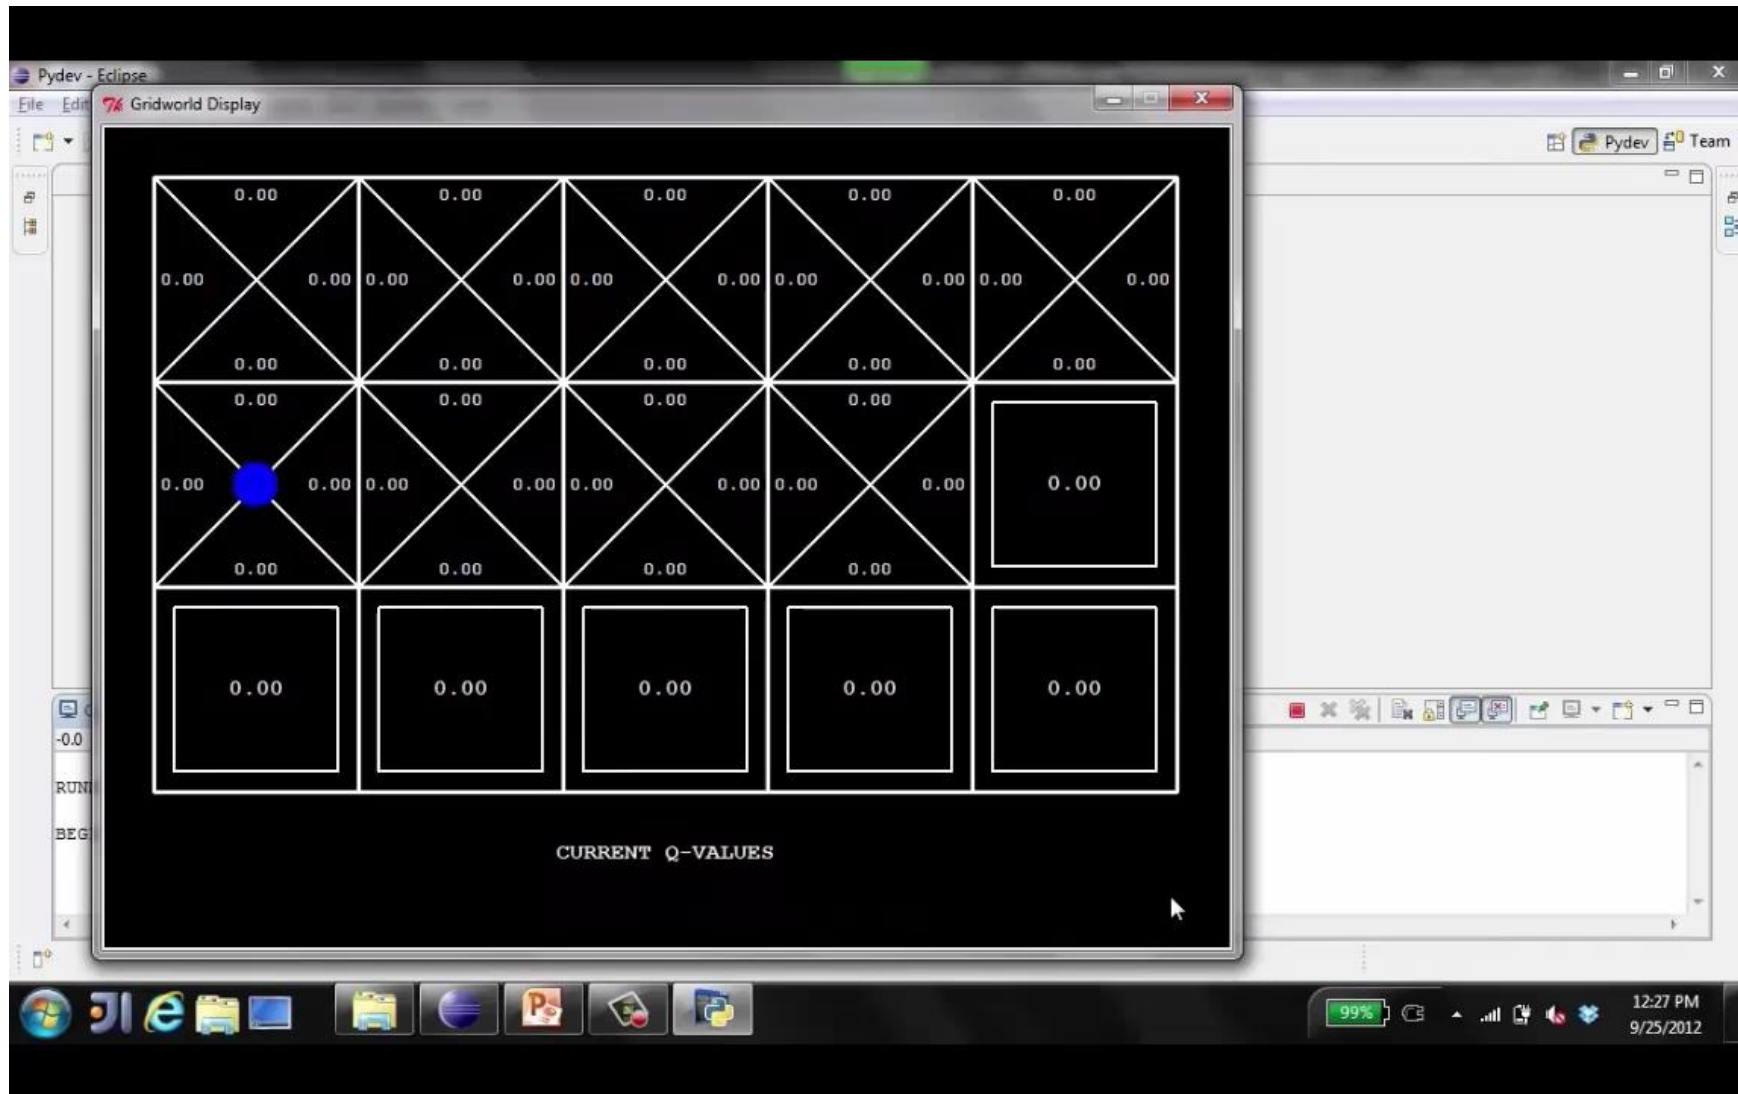 Pydev - Eclipse
File Edit
Gridworld Display
Pydev Team
0.00 0.00 0.00 0.00 0.00
0.00 0.00 0.00 0.00 0.00 0.00 0.00 0.00 0.00 0.00
0.00 0.00 0.00 0.00 0.00
0.00 0.00 0.00 0.00
0.00 0.00 0.00 0.00 0.00 0.00 0.00 0.00 0.00
0.00 0.00 0.00 0.00
0.00 0.00 0.00 0.00 0.00
-0.0
RUN
BEG
CURRENT Q-VALUES
99%
12:27 PM
9/25/2012